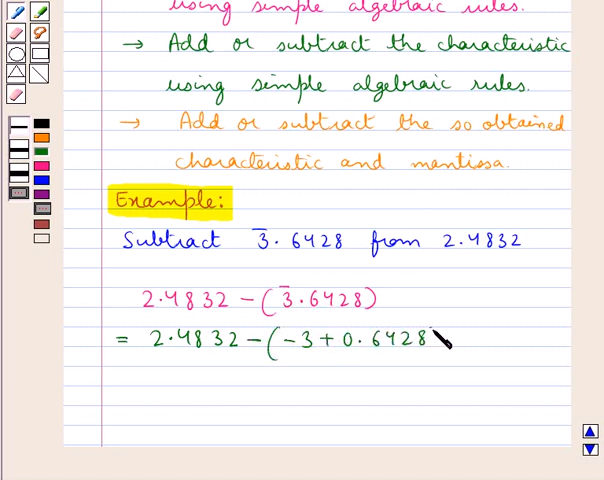 using simple algebraic rules.
→ Add or subtract the characteristic
using simple algebraic rules.
→ Add or subtract the so obtained
characteristic and mantissa.
Example:
Subtract 3̅.6428 from 2.4832
2.4832 - (3̅.6428)
= 2.4832 - (-3 + 0.6428